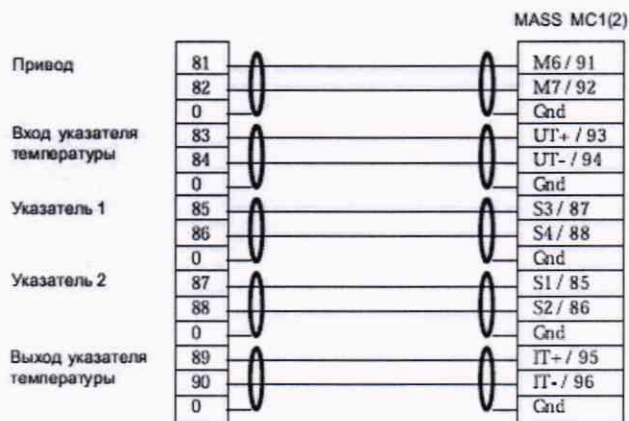 MASS MC1(2)
Привод 81 M6 / 91
82 M7 / 92
0 Gnd
Вход указателя 83 UT+ / 93
температуры 84 UT- / 94
0 Gnd
Указатель 1 85 S3 / 87
86 S4 / 88
0 Gnd
Указатель 2 87 S1 / 85
88 S2 / 86
0 Gnd
Выход указателя 89 IT+ / 95
температуры 90 IT- / 96
0 Gnd